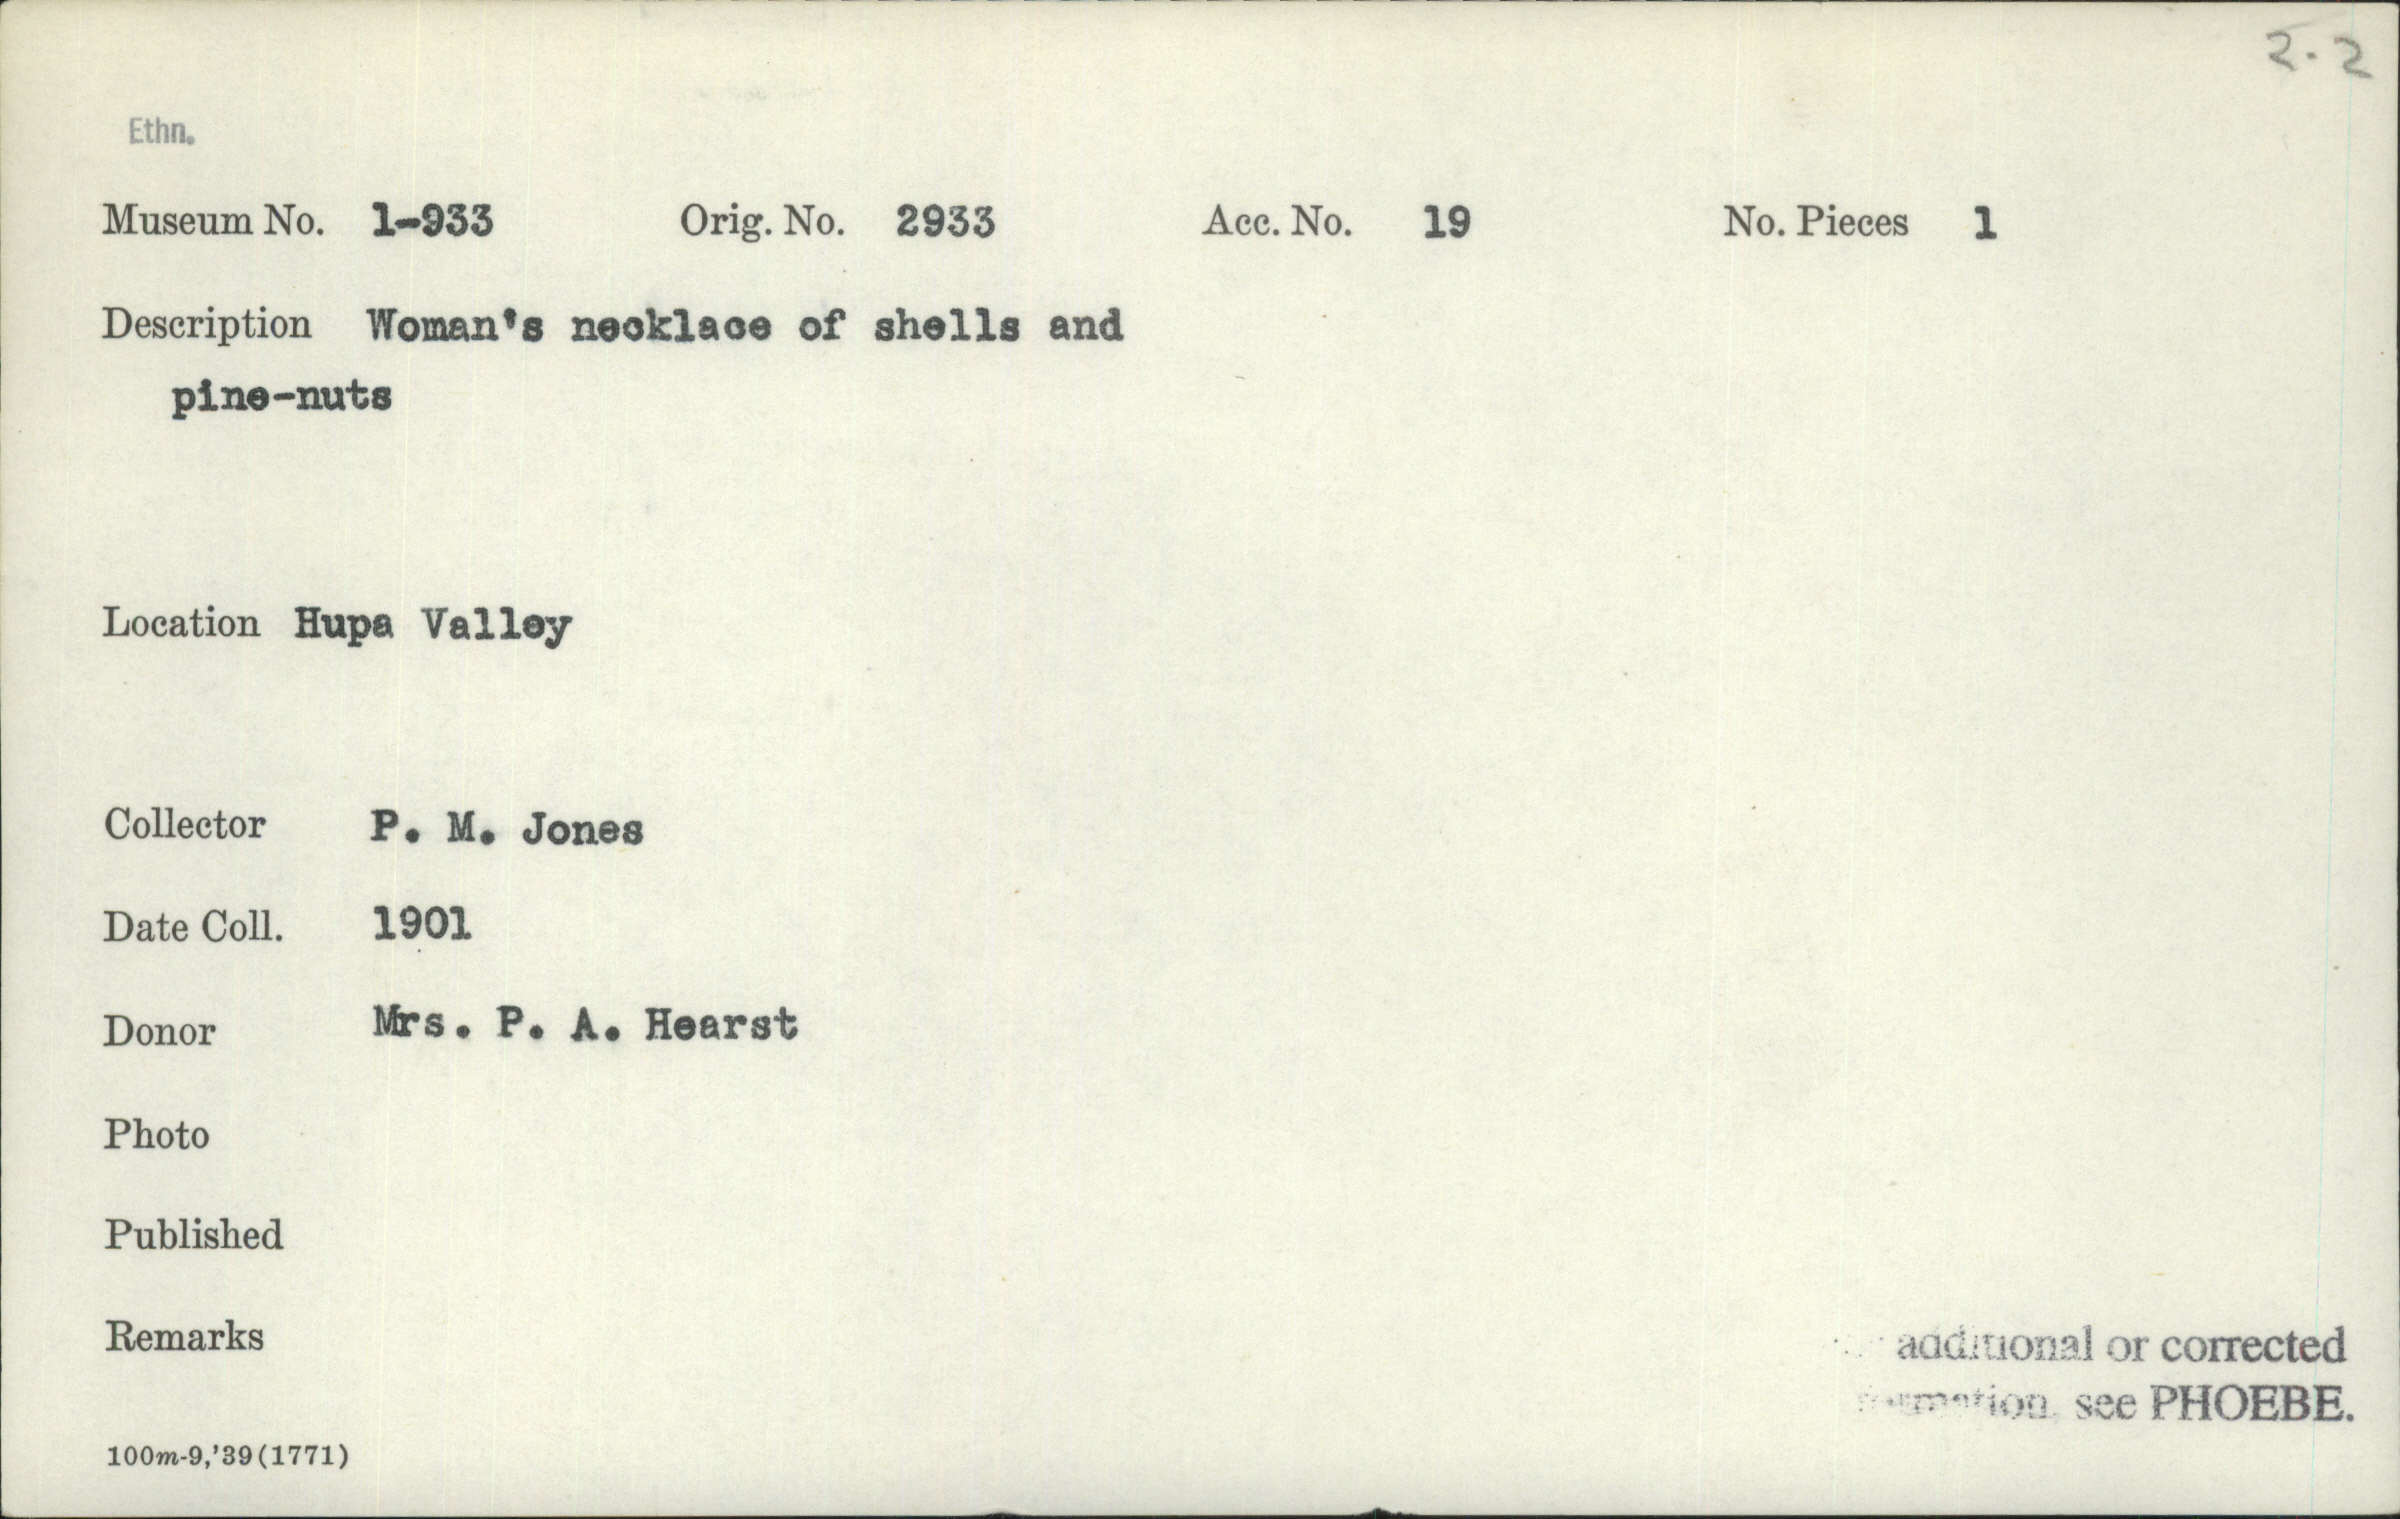 2-2
Ethn.
Museum No. 1-933 Orig. No. 2933 Acc. No. 19 No. Pieces 1
Description Woman's necklace of shells and
pine-nuts
Location Hupa Valley
Collector P. M. Jones
Date Coll. 1901
Donor Mrs. P. A. Hearst
Photo
Published
Remarks
additional or corrected
see PHOEBE.
100m-9,'39(1771)